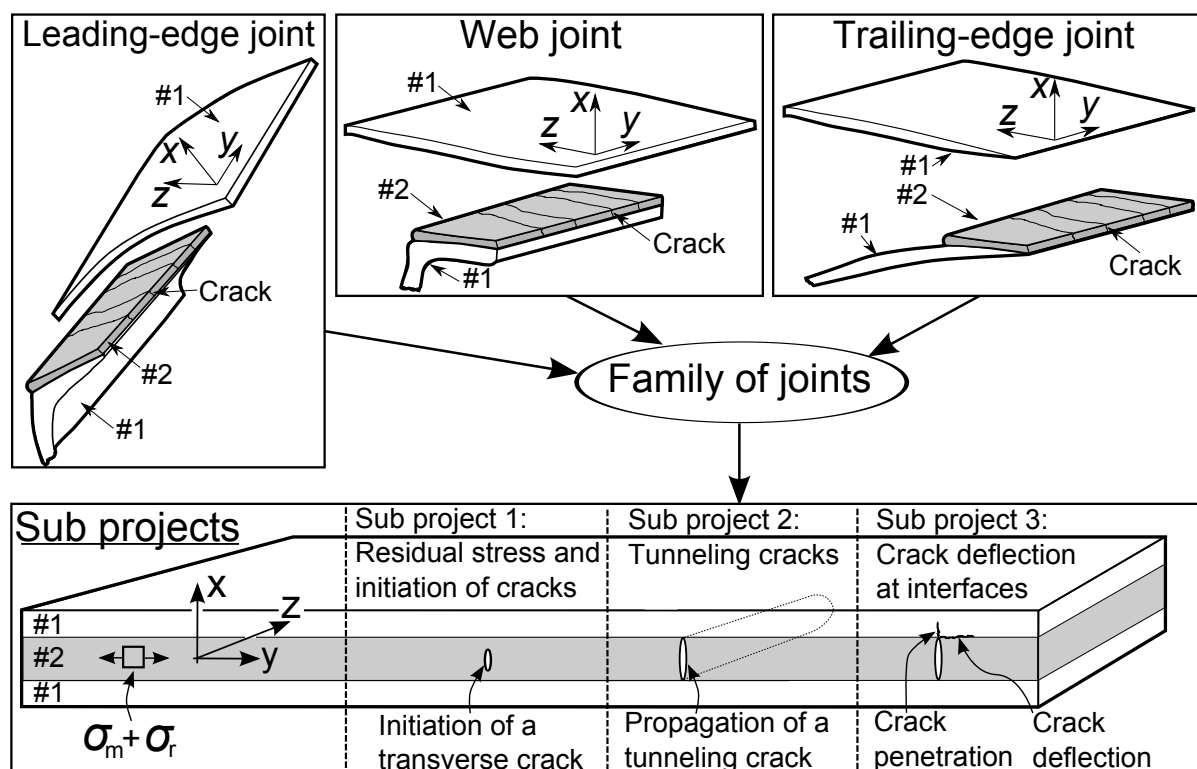 Leading-edge joint
#1
x
y
z
Crack
#2
#1
Web joint
#1
x
z
y
#2
Crack
#1
Trailing-edge joint
x
z
y
#1
#2
#1
Crack
Family of joints
Sub projects
Sub project 1:
Residual stress and
initiation of cracks
Sub project 2:
Tunneling cracks
Sub project 3:
Crack deflection
at interfaces
x
z
y
#1
#2
#1
σm+σr
Initiation of a
transverse crack
Propagation of a
tunneling crack
Crack
penetration
Crack
deflection